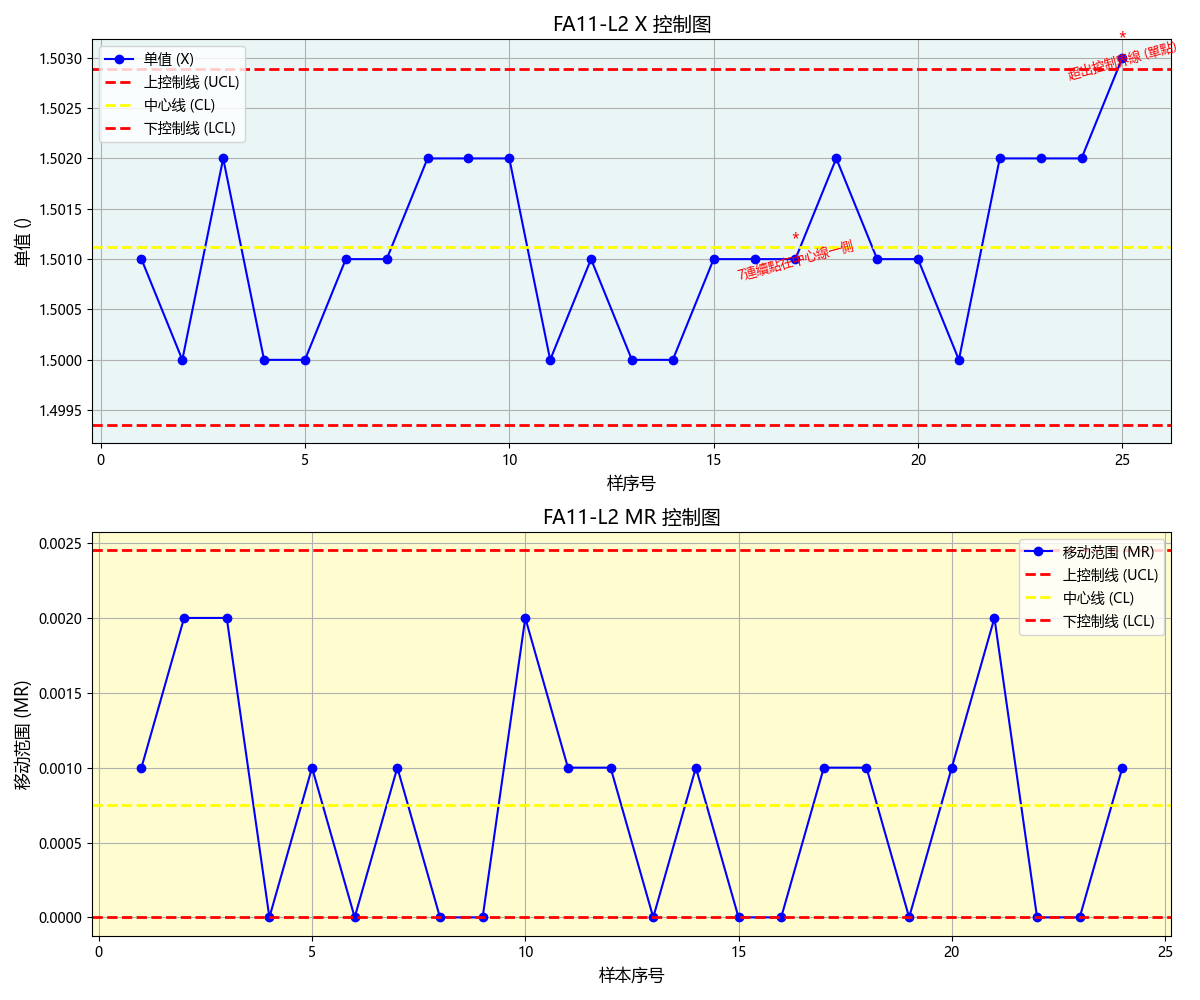 FA11-L2 X 控制图
单值 (X)
上控制线 (UCL)
中心线 (CL)
下控制线 (LCL)
*
超出控制界線 (單點)
*
7連續點在中心線一側
单值 ()
1.5030
1.5025
1.5020
1.5015
1.5010
1.5005
1.5000
1.4995
0 5 10 15 20 25
样序号
FA11-L2 MR 控制图
移动范围 (MR)
上控制线 (UCL)
中心线 (CL)
下控制线 (LCL)
移动范围 (MR)
0.0025
0.0020
0.0015
0.0010
0.0005
0.0000
0 5 10 15 20 25
样本序号